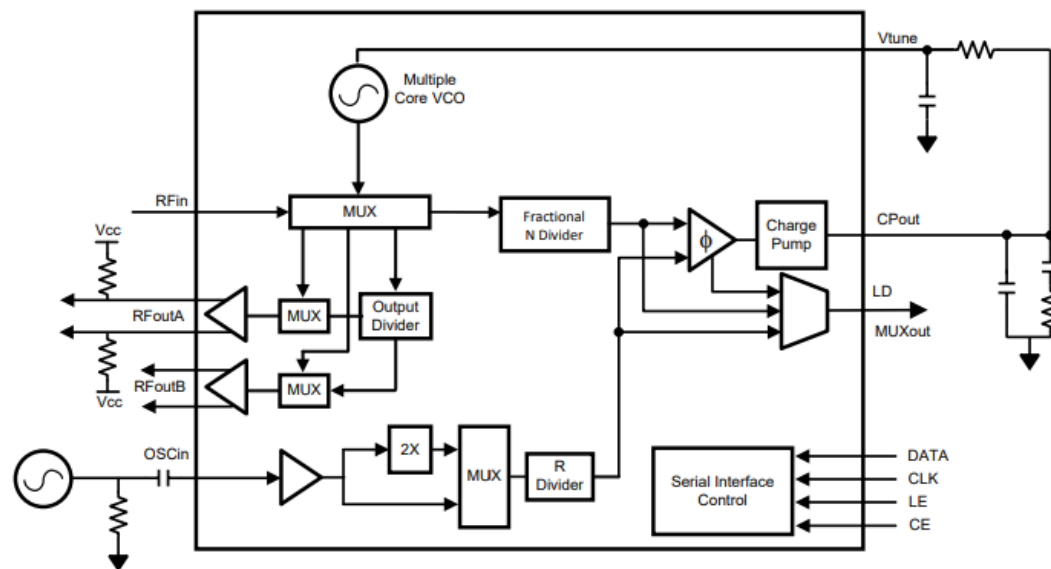 Vtune
Multiple
Core VCO
RFin
MUX
Fractional
N Divider
ϕ
Charge
Pump
CPout
Vcc
LD
MUXout
RFoutA
MUX
Output
Divider
RFoutB
MUX
Vcc
OSCin
2X
MUX
R
Divider
Serial Interface
Control
DATA
CLK
LE
CE